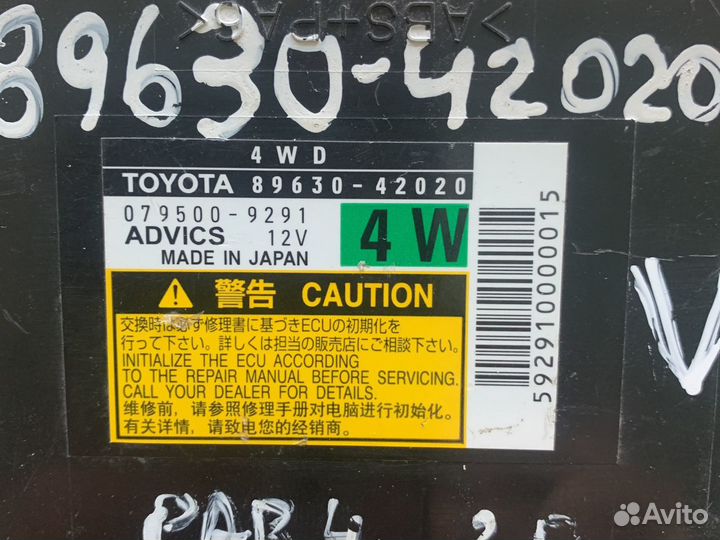 >ABS+PA6<
89630-42020
4WD
TOYOTA 89630-42020
079500-9291
ADVICS 12V
MADE IN JAPAN
4W
592910000015
警告 CAUTION
交換時は必ず修理書に基づきECUの初期化を
行って下さい。詳しくは担当の販売店にご相談下さい。
INITIALIZE THE ECU ACCORDING
TO THE REPAIR MANUAL BEFORE SERVICING.
CALL YOUR DEALER FOR DETAILS.
维修前，请参照修理手册对电脑进行初始化。
有关详情，请致电您的经销商。
V
Avito